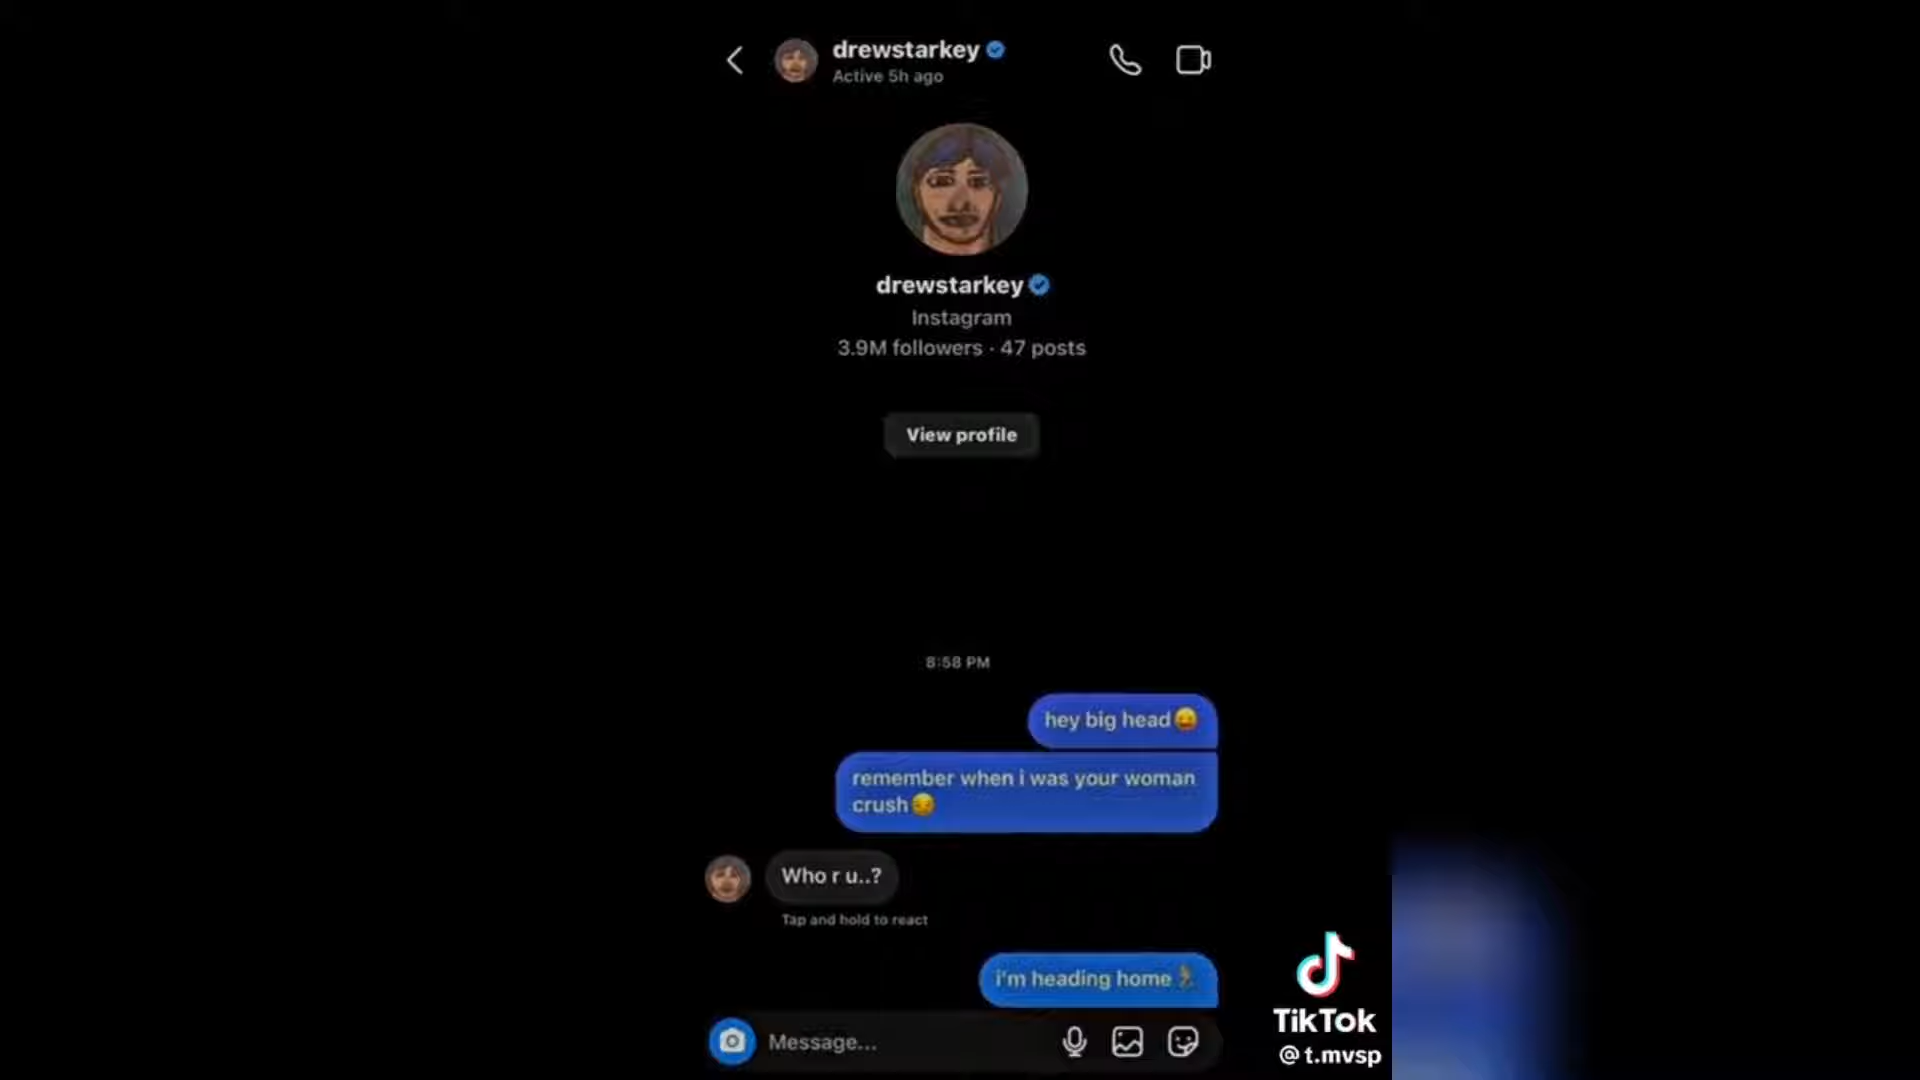 drewstarkey
Active 5h ago
drewstarkey
Instagram
3.9M followers · 47 posts
View profile
8:58 PM
hey big head😄
remember when i was your woman
crush😔
Who r u..?
Tap and hold to react
i'm heading home
Message...
TikTok
@t.mvsp